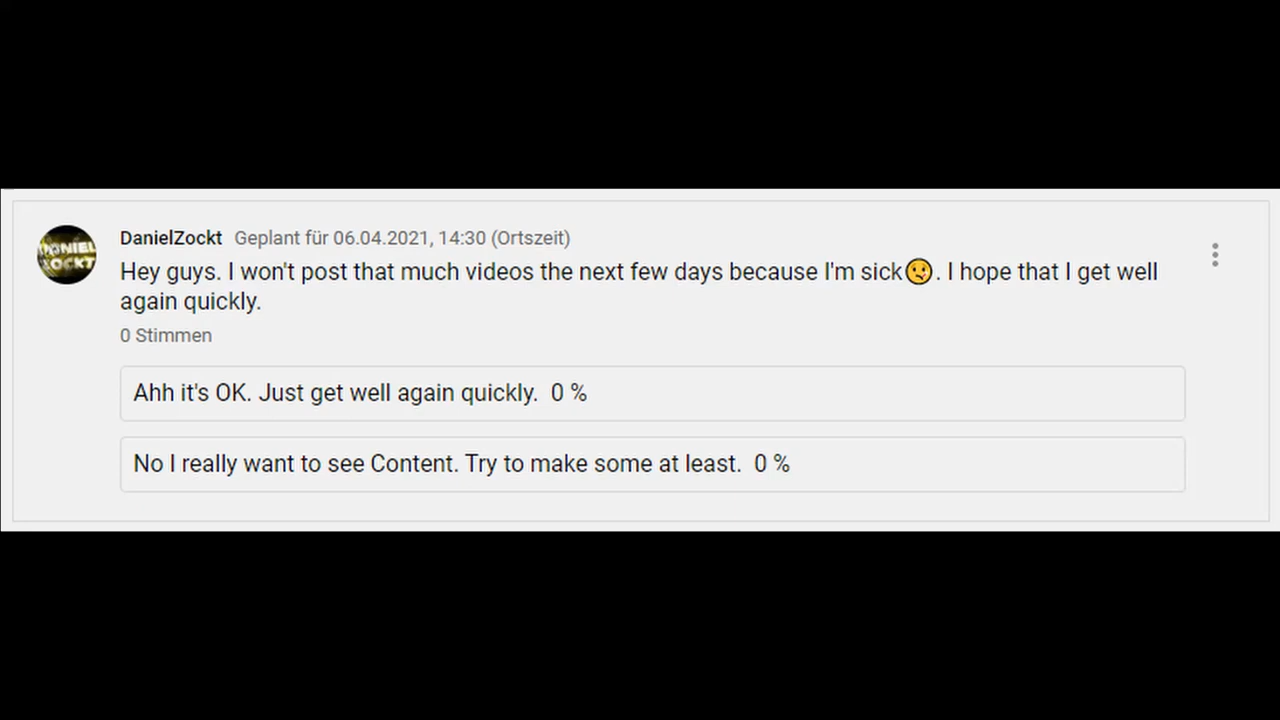 DANIEL
ZOCKT
DanielZockt Geplant für 06.04.2021, 14:30 (Ortszeit)
Hey guys. I won't post that much videos the next few days because I'm sick🤒. I hope that I get well
again quickly.
0 Stimmen
Ahh it's OK. Just get well again quickly. 0 %
No I really want to see Content. Try to make some at least. 0 %